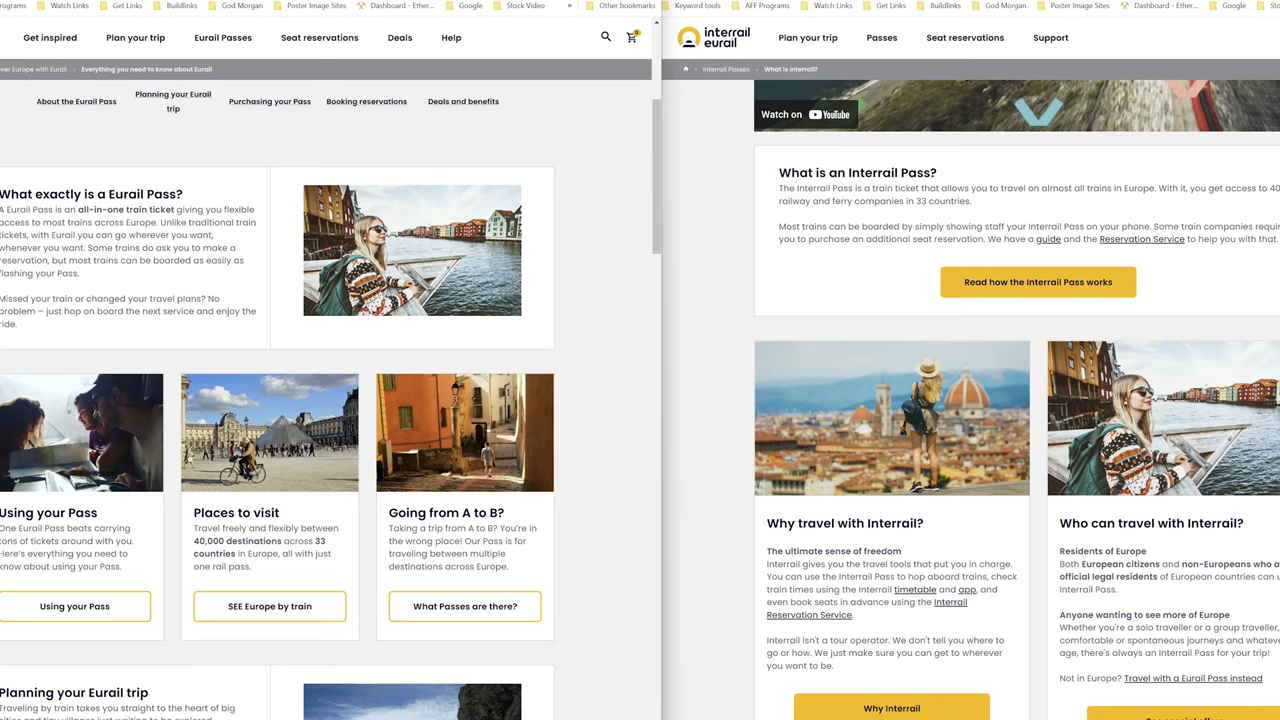 Watch Links
Get Links
Buildlinks
God Morgan
Poster Image Sites
Dashboard - Ether...
Google
Stock Video
»
Other bookmarks
Get inspired
Plan your trip
Eurail Passes
Seat reservations
Deals
Help
Everything you need to know about Eurail
About the Eurail Pass
Planning your Eurail
trip
Purchasing your Pass
Booking reservations
Deals and benefits
What exactly is a Eurail Pass?
A Eurail Pass is an all-in-one train ticket giving you flexible
access to most trains across Europe. Unlike traditional train
tickets, with Eurail you can go wherever you want,
whenever you want. Some trains do ask you to make a
reservation, but most trains can be boarded as easily as
flashing your Pass.
Missed your train or changed your travel plans? No
problem – just hop on board the next service and enjoy the
ride.
Using your Pass
One Eurail Pass beats carrying
tons of tickets around with you.
Here's everything you need to
know about using your Pass.
Using your Pass
Places to visit
Travel freely and flexibly between
40,000 destinations across 33
countries in Europe, all with just
one rail pass.
SEE Europe by train
Going from A to B?
Taking a trip from A to B? You're in
the wrong place! Our Pass is for
traveling between multiple
destinations across Europe.
What Passes are there?
Planning your Eurail trip
Traveling by train takes you straight to the heart of big
cities and tiny villages just waiting to be explored
Keyword tools
AFF Programs
Watch Links
Get Links
Buildlinks
God Morgan
Poster Image Sites
Dashboard - Ether...
Google
interrail
eurail
Plan your trip
Passes
Seat reservations
Support
Interrail Passes
What is Interrail?
Watch on YouTube
What is an Interrail Pass?
The Interrail Pass is a train ticket that allows you to travel on almost all trains in Europe. With it, you get access to 40
railway and ferry companies in 33 countries.
Most trains can be boarded by simply showing staff your Interrail Pass on your phone. Some train companies requi
you to purchase an additional seat reservation. We have a guide and the Reservation Service to help you with that.
Read how the Interrail Pass works
Why travel with Interrail?
The ultimate sense of freedom
Interrail gives you the travel tools that put you in charge.
You can use the Interrail Pass to hop aboard trains, check
train times using the Interrail timetable and app, and
even book seats in advance using the Interrail
Reservation Service.
Interrail isn't a tour operator. We don't tell you where to
go or how. We just make sure you can get to wherever
you want to be.
Why Interrail
Who can travel with Interrail?
Residents of Europe
Both European citizens and non-Europeans who a
official legal residents of European countries can u
Interrail Pass.
Anyone wanting to see more of Europe
Whether you're a solo traveller or a group traveller,
comfortable or spontaneous journeys and whateve
age, there's always an Interrail Pass for your trip!
Not in Europe? Travel with a Eurail Pass instead